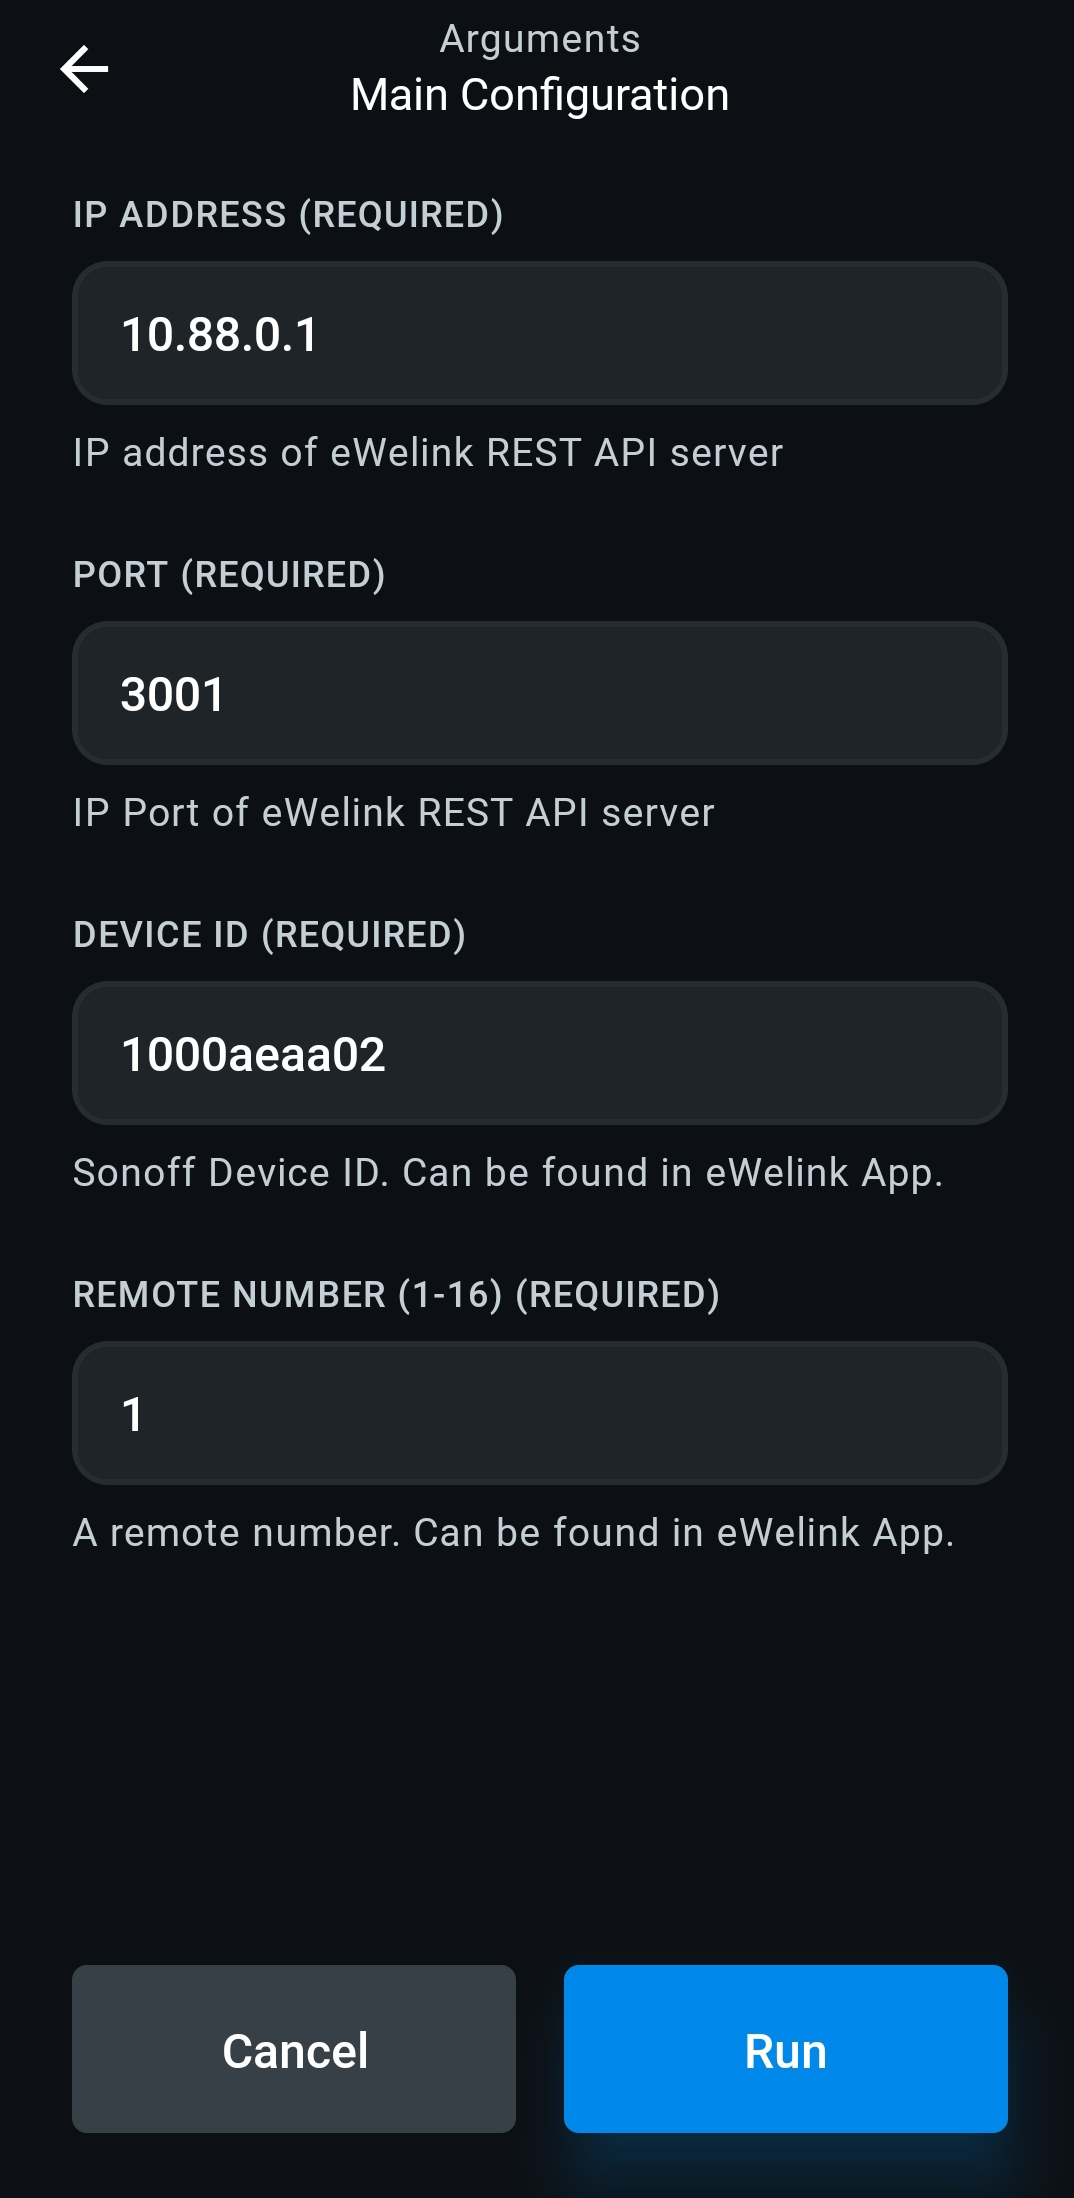 Arguments
Main Configuration
IP ADDRESS (REQUIRED)
10.88.0.1
IP address of eWelink REST API server
PORT (REQUIRED)
3001
IP Port of eWelink REST API server
DEVICE ID (REQUIRED)
1000aeaa02
Sonoff Device ID. Can be found in eWelink App.
REMOTE NUMBER (1-16) (REQUIRED)
1
A remote number. Can be found in eWelink App.
Cancel
Run